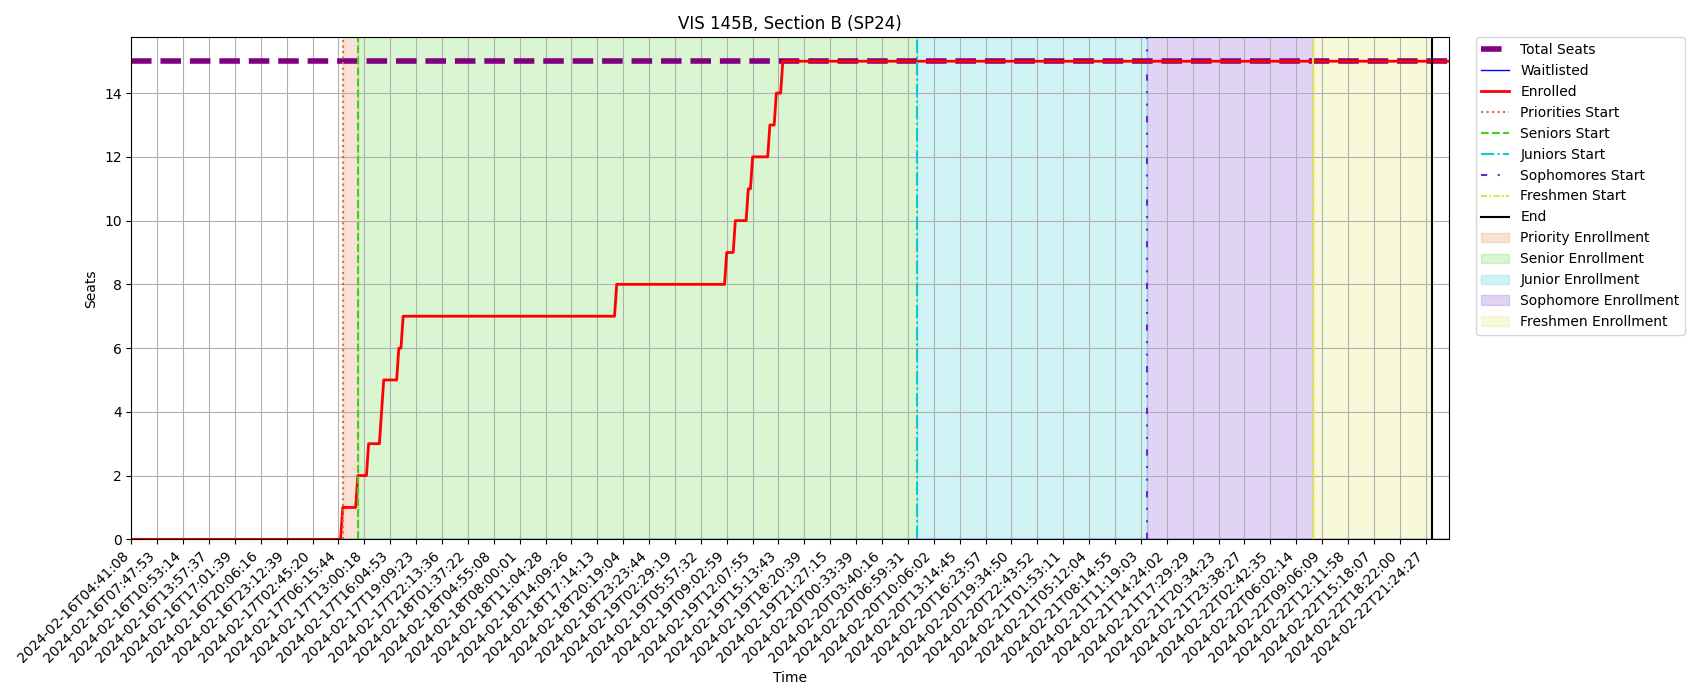 VIS 145B, Section B (SP24)
Total Seats
Waitlisted
Enrolled
Priorities Start
Seniors Start
Juniors Start
Sophomores Start
Freshmen Start
End
Priority Enrollment
Senior Enrollment
Junior Enrollment
Sophomore Enrollment
Freshmen Enrollment
Seats
14
12
10
8
6
4
2
0
2024-02-16T04:41:08
2024-02-16T07:47:53
2024-02-16T10:53:14
2024-02-16T13:57:37
2024-02-16T17:01:39
2024-02-16T20:06:16
2024-02-16T23:12:39
2024-02-17T02:45:20
2024-02-17T06:15:44
2024-02-17T13:00:18
2024-02-17T16:04:53
2024-02-17T19:09:23
2024-02-17T22:13:36
2024-02-18T01:37:22
2024-02-18T04:55:08
2024-02-18T08:00:01
2024-02-18T11:04:28
2024-02-18T14:09:26
2024-02-18T17:14:13
2024-02-18T20:19:04
2024-02-18T23:23:44
2024-02-19T02:29:19
2024-02-19T05:57:32
2024-02-19T09:02:59
2024-02-19T12:07:55
2024-02-19T15:13:43
2024-02-19T18:20:39
2024-02-19T21:27:15
2024-02-20T00:33:39
2024-02-20T03:40:16
2024-02-20T06:59:31
2024-02-20T10:06:02
2024-02-20T13:14:45
2024-02-20T16:23:57
2024-02-20T19:34:50
2024-02-20T22:43:52
2024-02-21T01:53:11
2024-02-21T05:12:04
2024-02-21T08:14:55
2024-02-21T11:19:03
2024-02-21T14:24:02
2024-02-21T17:29:29
2024-02-21T20:34:23
2024-02-21T23:38:27
2024-02-22T02:42:35
2024-02-22T06:02:14
2024-02-22T09:06:09
2024-02-22T12:11:58
2024-02-22T15:18:07
2024-02-22T18:22:00
2024-02-22T21:24:27
Time